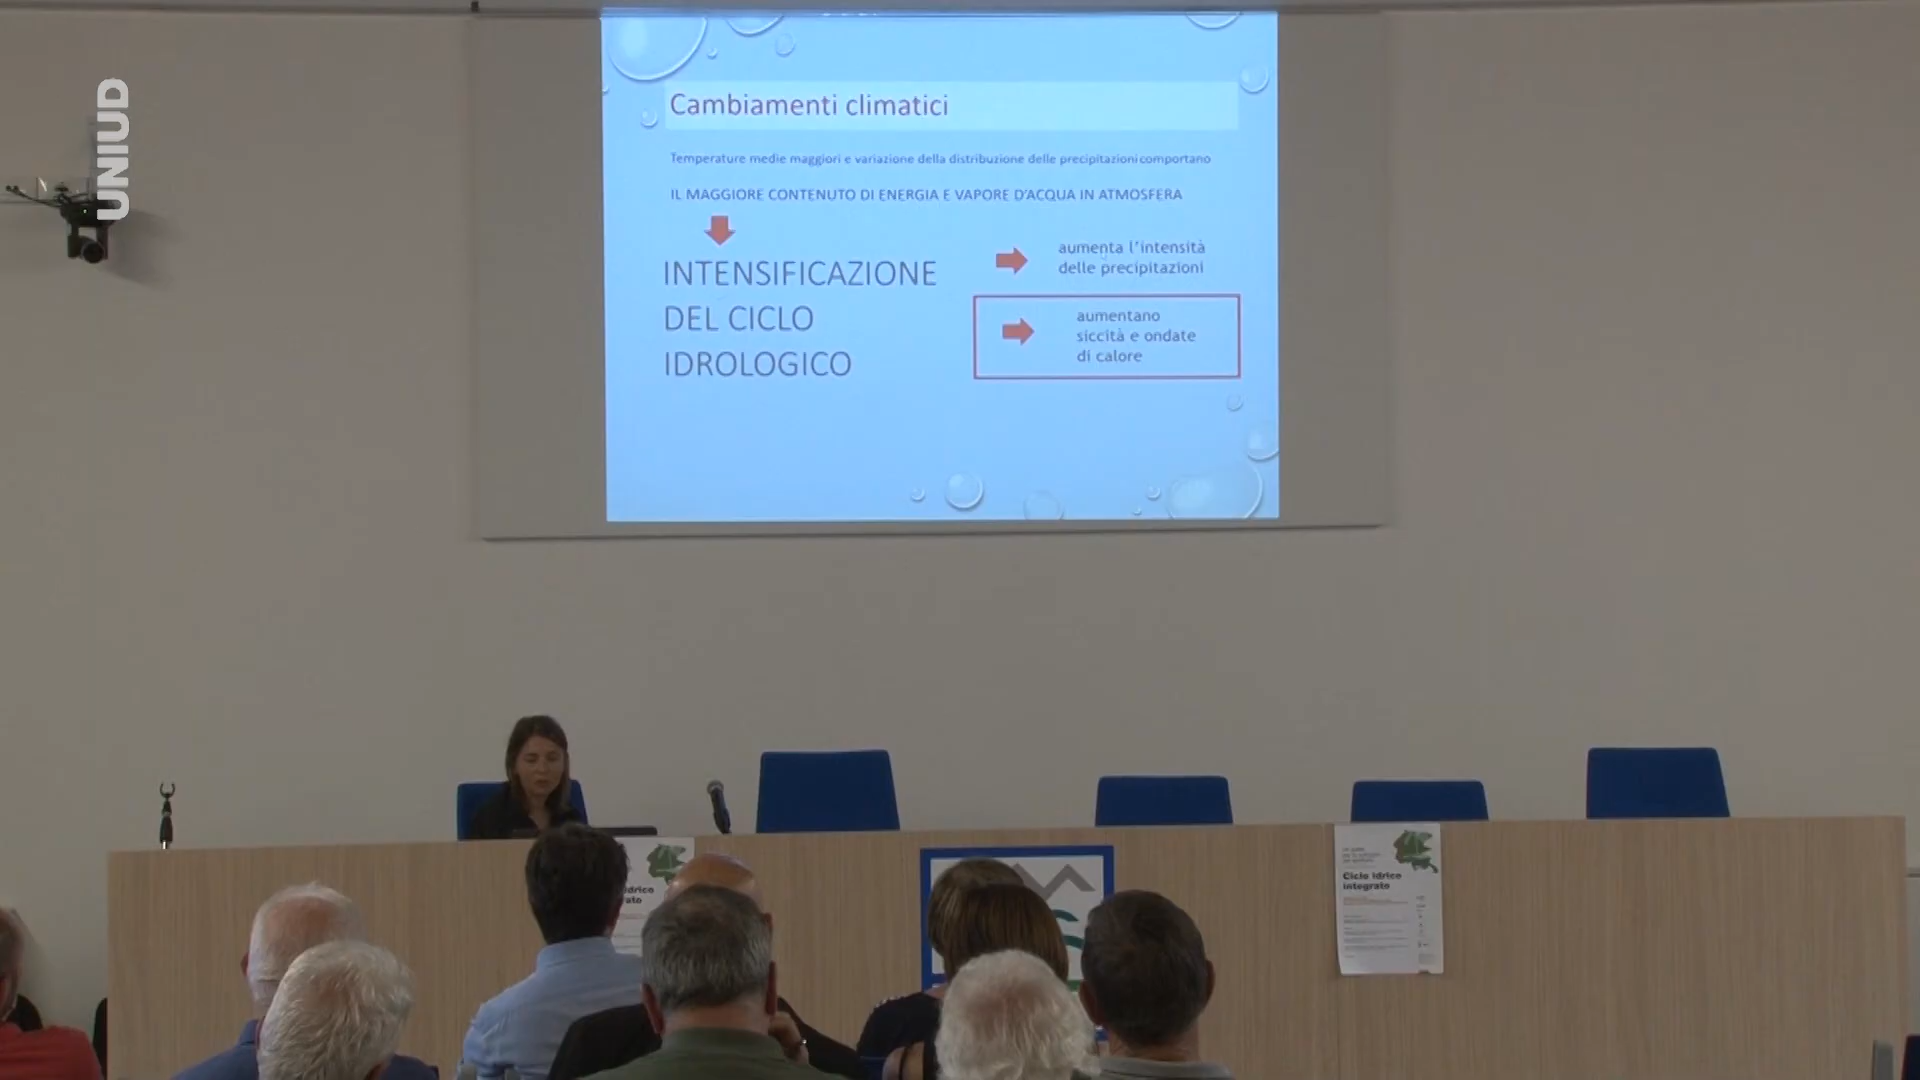 UNIUD
Cambiamenti climatici
Temperature medie maggiori e variazione della distribuzione delle precipitazioni comportano
IL MAGGIORE CONTENUTO DI ENERGIA E VAPORE D'ACQUA IN ATMOSFERA
INTENSIFICAZIONE
DEL CICLO
IDROLOGICO
aumenta l'intensità
delle precipitazioni
aumentano
siccità e ondate
di calore
Ciclo idrico
integrato